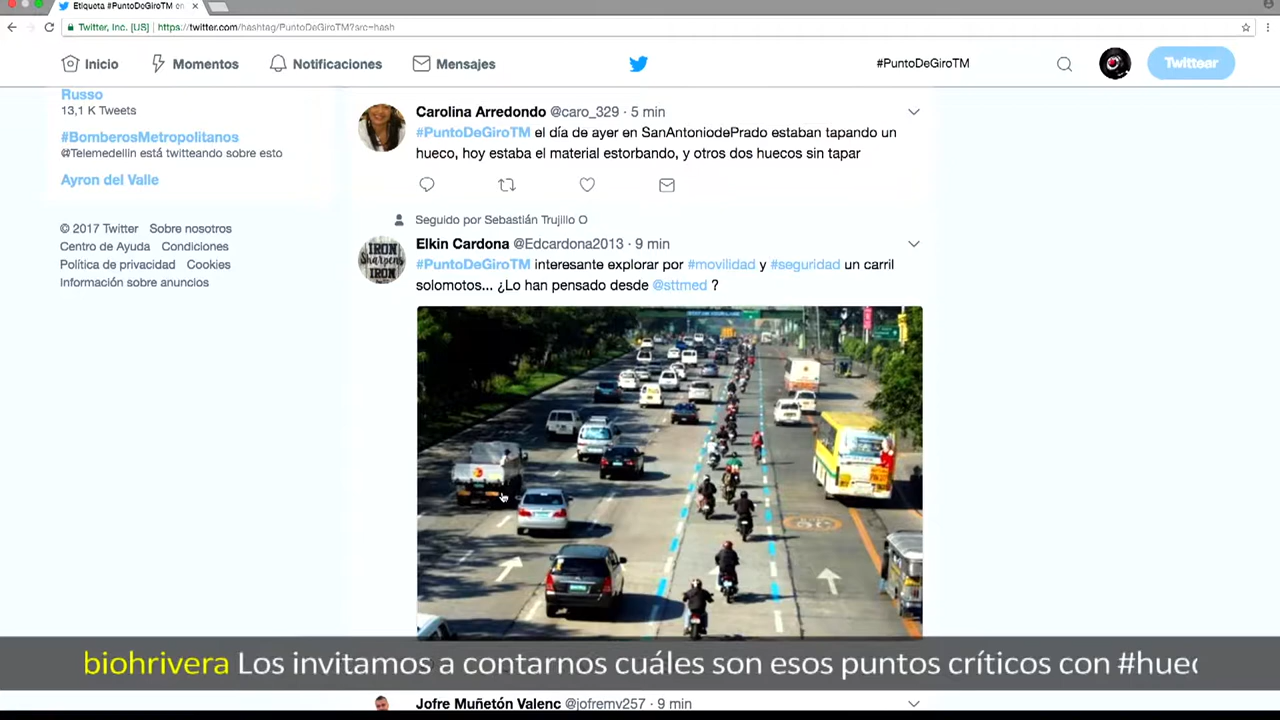 Etiqueta #PuntoDeGiroTM en
Twitter, Inc. [US] https://twitter.com/hashtag/PuntoDeGiroTM?src=hash
Inicio Momentos Notificaciones Mensajes #PuntoDeGiroTM Twittear
Russo
13,1 K Tweets
#BomberosMetropolitanos
@Telemedellin está twitteando sobre esto
Ayron del Valle
© 2017 Twitter Sobre nosotros
Centro de Ayuda Condiciones
Política de privacidad Cookies
Información sobre anuncios
Carolina Arredondo @caro_329 · 5 min
#PuntoDeGiroTM el día de ayer en SanAntoniodePrado estaban tapando un
hueco, hoy estaba el material estorbando, y otros dos huecos sin tapar
Seguido por Sebastián Trujillo O
IRON
Sharpens
IRON
Elkin Cardona @Edcardona2013 · 9 min
#PuntoDeGiroTM interesante explorar por #movilidad y #seguridad un carril
solomotos... ¿Lo han pensado desde @sttmed ?
biohrivera Los invitamos a contarnos cuáles son esos puntos críticos con #huec
Jofre Muñetón Valenc @jofremv257 · 9 min